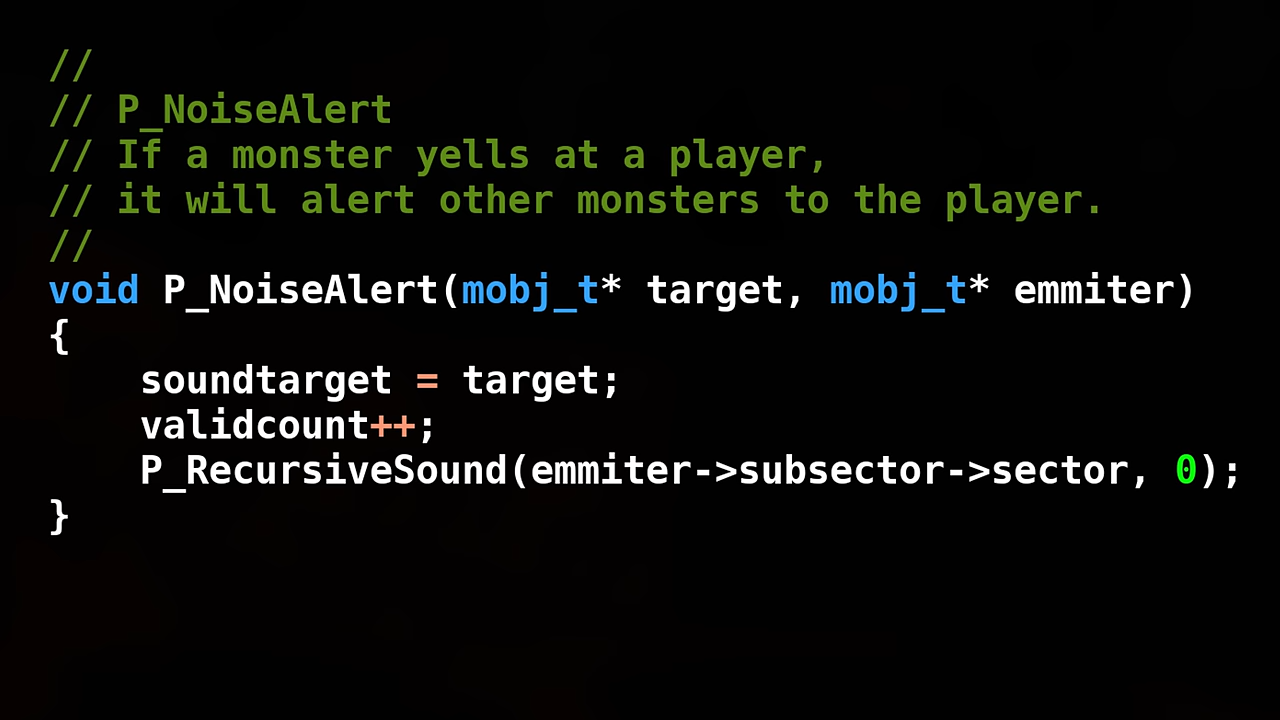 //
// P_NoiseAlert
// If a monster yells at a player,
// it will alert other monsters to the player.
//
void P_NoiseAlert(mobj_t* target, mobj_t* emmiter)
{
    soundtarget = target;
    validcount++;
    P_RecursiveSound(emmiter->subsector->sector, 0);
}